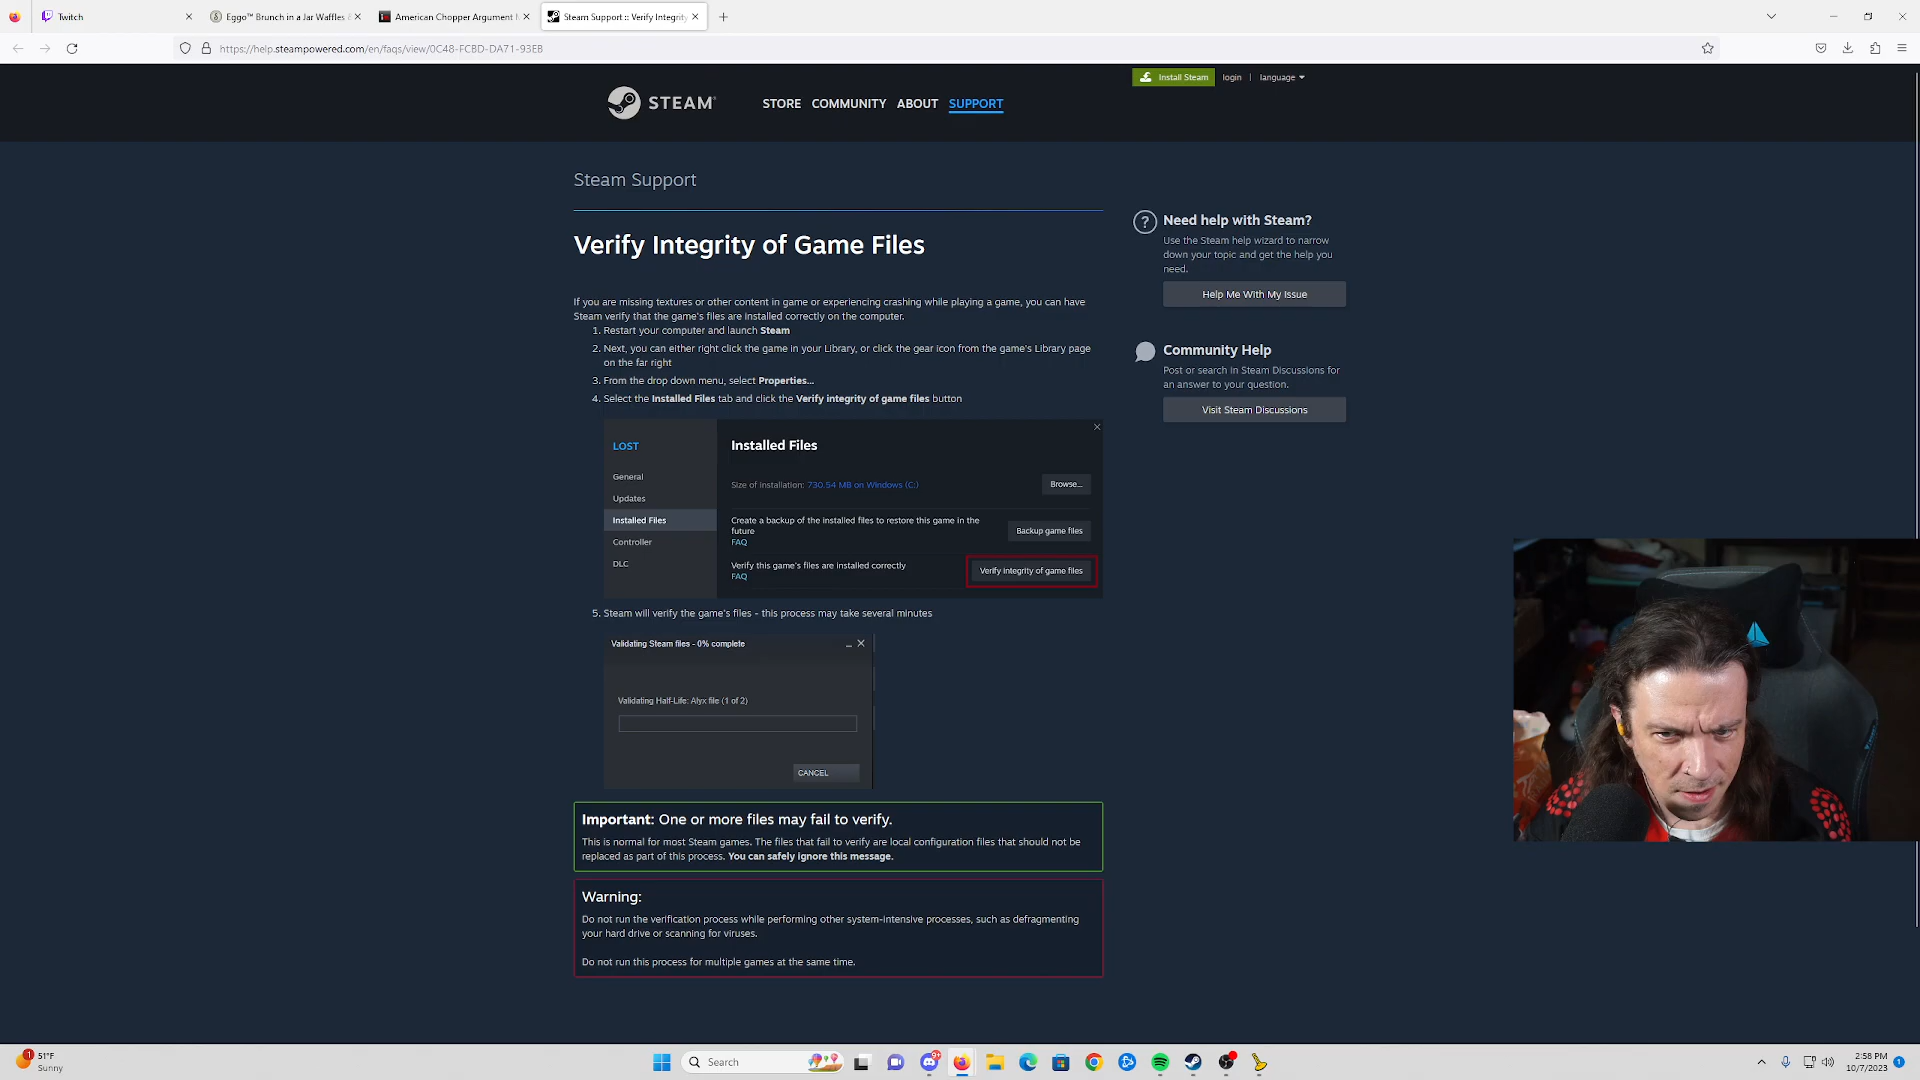 Twitch
Eggo™ Brunch in a Jar Waffles &
American Chopper Argument M
Steam Support :: Verify Integrity
https://help.steampowered.com/en/faqs/view/0C48-FCBD-DA71-93EB
Install Steam login | language
STEAM® STORE COMMUNITY ABOUT SUPPORT
Steam Support
Verify Integrity of Game Files
If you are missing textures or other content in game or experiencing crashing while playing a game, you can have
Steam verify that the game's files are installed correctly on the computer.
1. Restart your computer and launch Steam
2. Next, you can either right click the game in your Library, or click the gear icon from the game's Library page
on the far right
3. From the drop down menu, select Properties...
4. Select the Installed Files tab and click the Verify integrity of game files button
LOST
General
Updates
Installed Files
Controller
DLC
Installed Files
Size of installation: 730.54 MB on Windows (C:)
Browse...
Create a backup of the installed files to restore this game in the
future
FAQ
Backup game files
Verify this game's files are installed correctly
FAQ
Verify integrity of game files
5. Steam will verify the game's files - this process may take several minutes
Validating Steam files - 0% complete
Validating Half-Life: Alyx file (1 of 2)
CANCEL
Important: One or more files may fail to verify.
This is normal for most Steam games. The files that fail to verify are local configuration files that should not be
replaced as part of this process. You can safely ignore this message.
Warning:
Do not run the verification process while performing other system-intensive processes, such as defragmenting
your hard drive or scanning for viruses.
Do not run this process for multiple games at the same time.
Need help with Steam?
Use the Steam help wizard to narrow
down your topic and get the help you
need.
Help Me With My Issue
Community Help
Post or search in Steam Discussions for
an answer to your question.
Visit Steam Discussions
1
51°F
Sunny
Search
9+
2:58 PM
10/7/2023
1